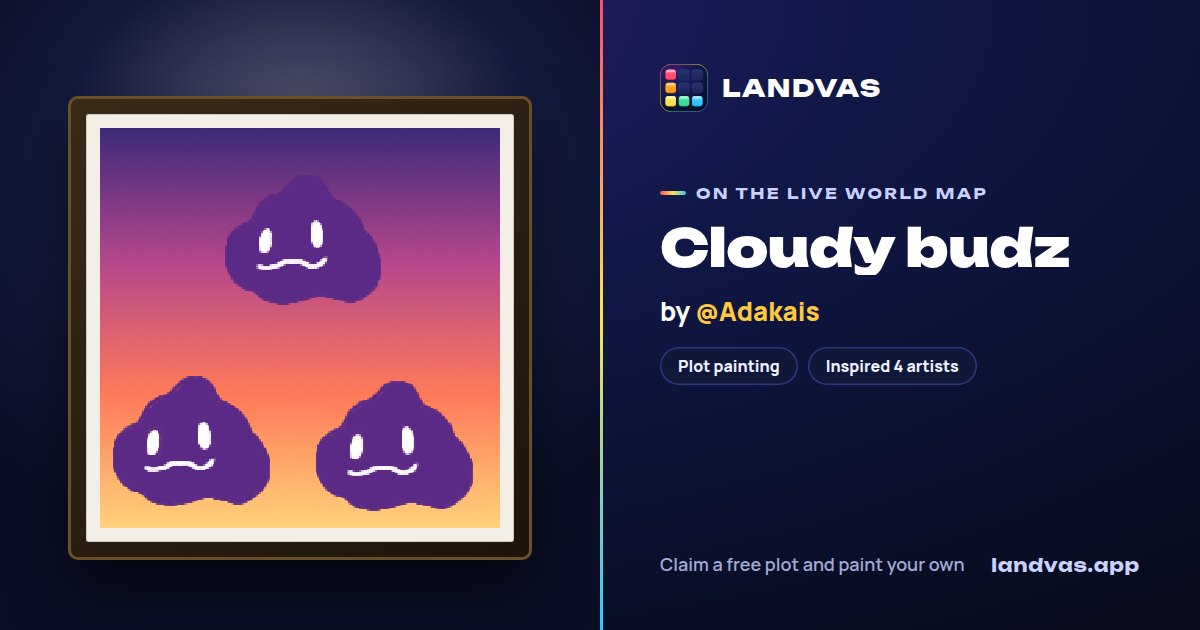 LANDVAS
ON THE LIVE WORLD MAP
Cloudy budz
by @Adakais
Plot painting
Inspired 4 artists
Claim a free plot and paint your own
landvas.app